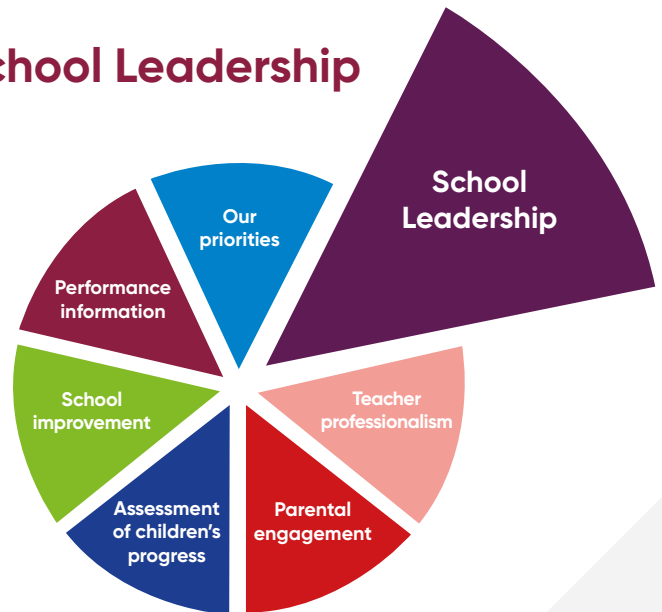 chool Leadership
School
Leadership
Our
priorities
Performance
information
School
improvement
Teacher
professionalism
Assessment
of children's
progress
Parental
engagement